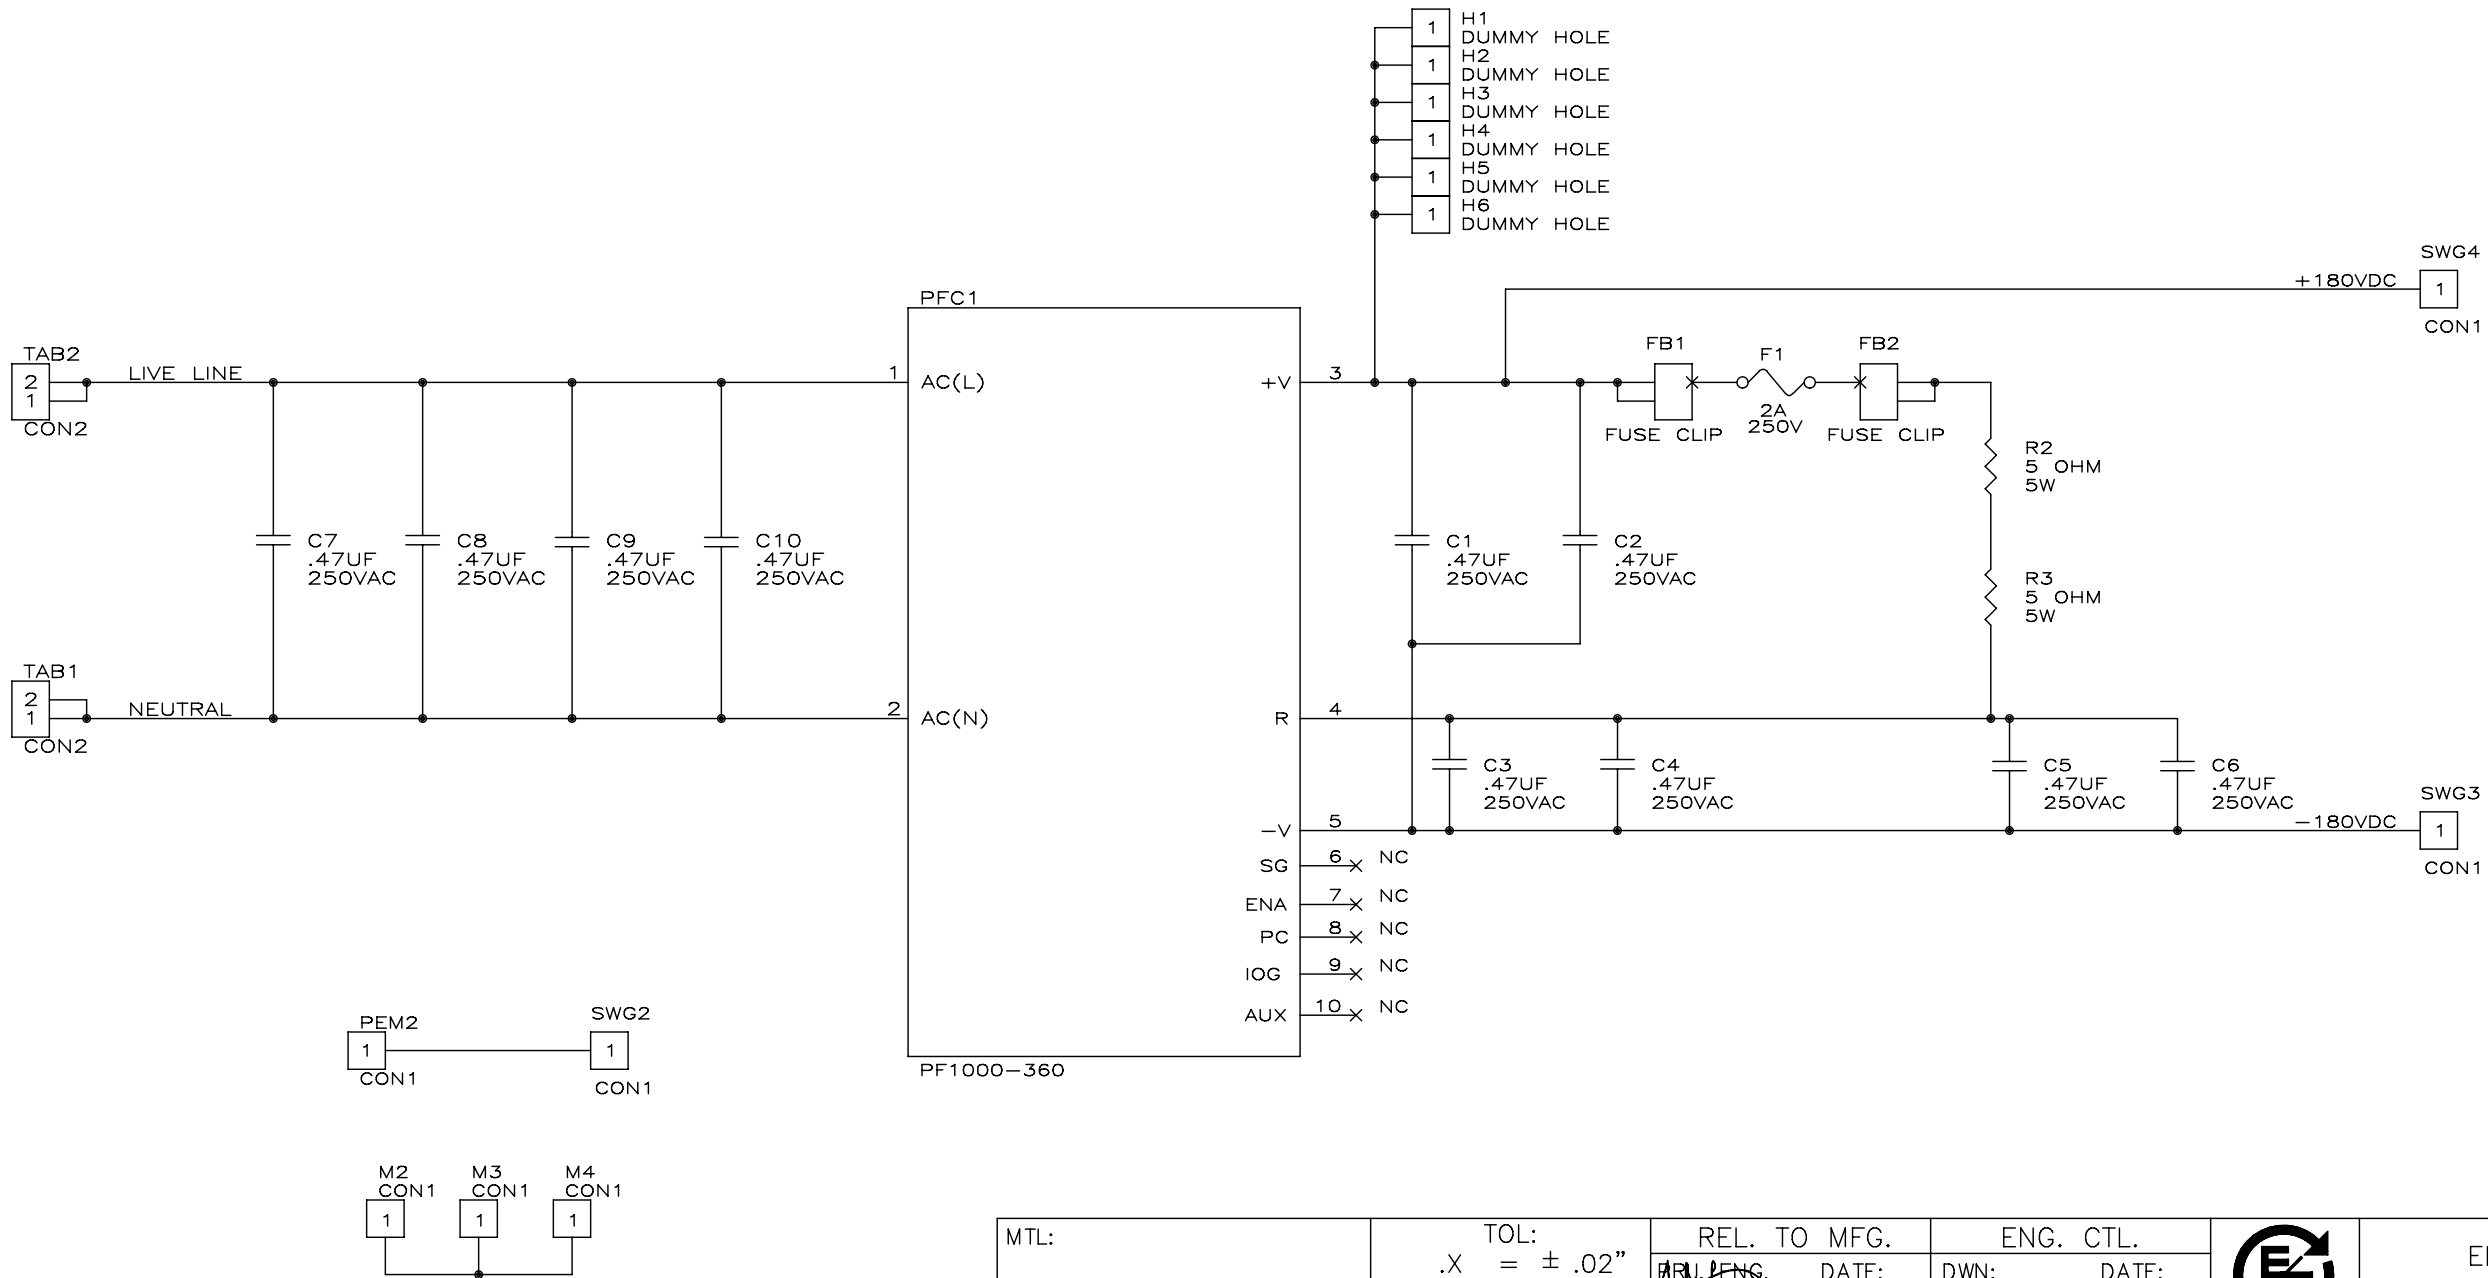 1 H1
DUMMY HOLE
1 H2
DUMMY HOLE
1 H3
DUMMY HOLE
1 H4
DUMMY HOLE
1 H5
DUMMY HOLE
1 H6
DUMMY HOLE
SWG4
+180VDC
1
CON1
PFC1
TAB2
2
1
CON2
LIVE LINE
1 AC(L)
+V 3
FB1
FUSE CLIP
F1
2A
250V
FB2
FUSE CLIP
R2
5 OHM
5W
C7
.47UF
250VAC
C8
.47UF
250VAC
C9
.47UF
250VAC
C10
.47UF
250VAC
C1
.47UF
250VAC
C2
.47UF
250VAC
R3
5 OHM
5W
TAB1
2
1
CON2
NEUTRAL
2 AC(N)
R 4
C3
.47UF
250VAC
C4
.47UF
250VAC
C5
.47UF
250VAC
C6
.47UF
250VAC
SWG3
-180VDC
1
CON1
-V 5
SG 6 NC
ENA 7 NC
PC 8 NC
IOG 9 NC
AUX 10 NC
PF1000-360
PEM2
1
CON1
SWG2
1
CON1
M2
CON1
1
M3
CON1
1
M4
CON1
1
MTL:
TOL:
.X = ± .02"
REL. TO MFG.
DATE:
ENG. CTL.
DWN: DATE: